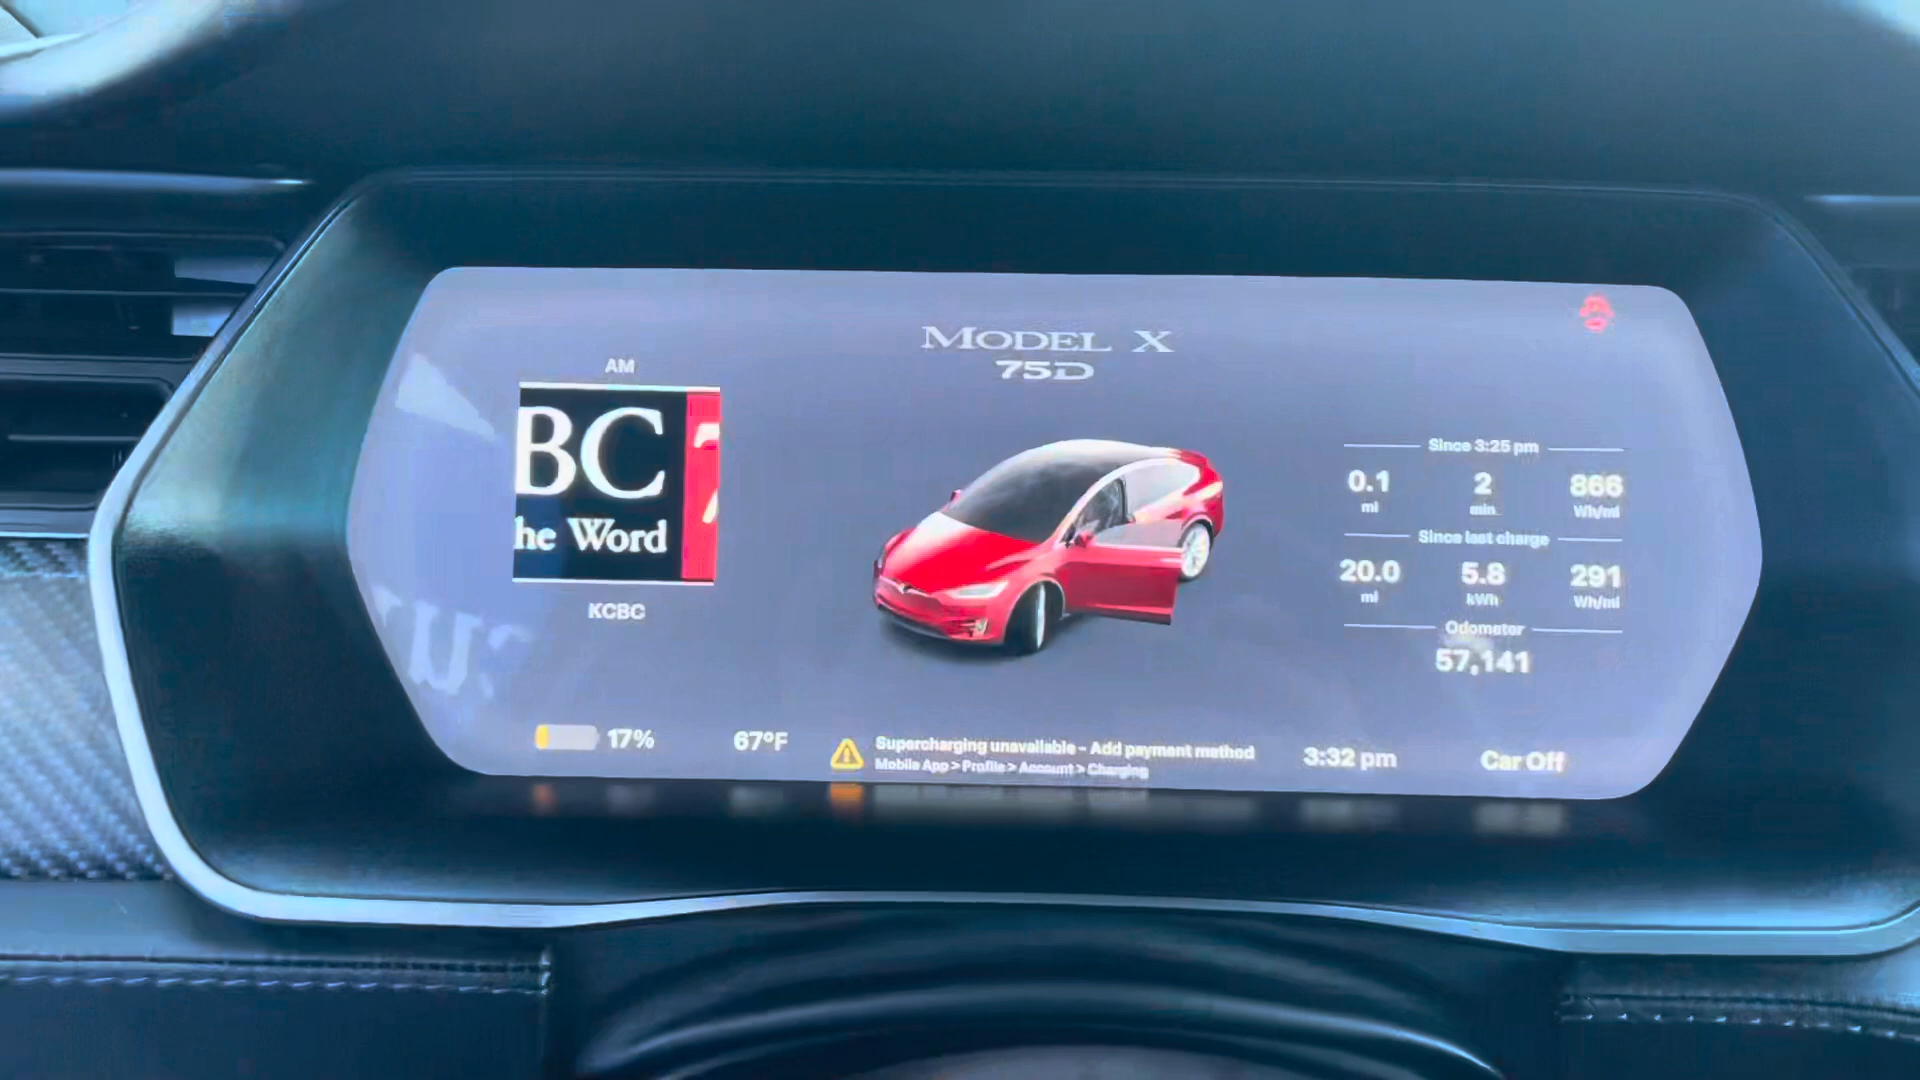 MODEL X
75D
AM
BC
he Word
7
KCBC
Since 3:25 pm
0.1 2 866
mi min Wh/mi
Since last charge
20.0 5.8 291
mi kWh Wh/mi
Odometer
57,141
17%
67°F
Supercharging unavailable - Add payment method
Mobile App > Profile > Account > Charging
3:32 pm
Car Off